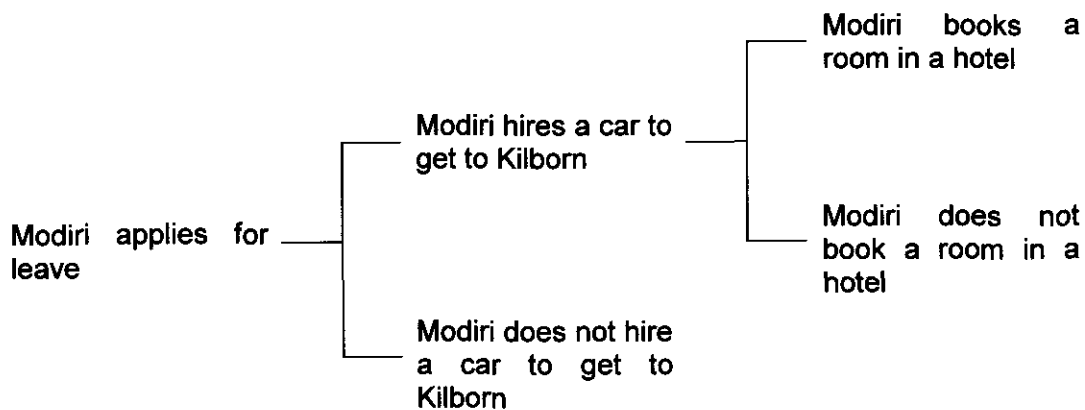 Modiri books a
room in a hotel
Modiri hires a car to
get to Kilborn
Modiri applies for
leave
Modiri does not
book a room in a
hotel
Modiri does not hire
a car to get to
Kilborn